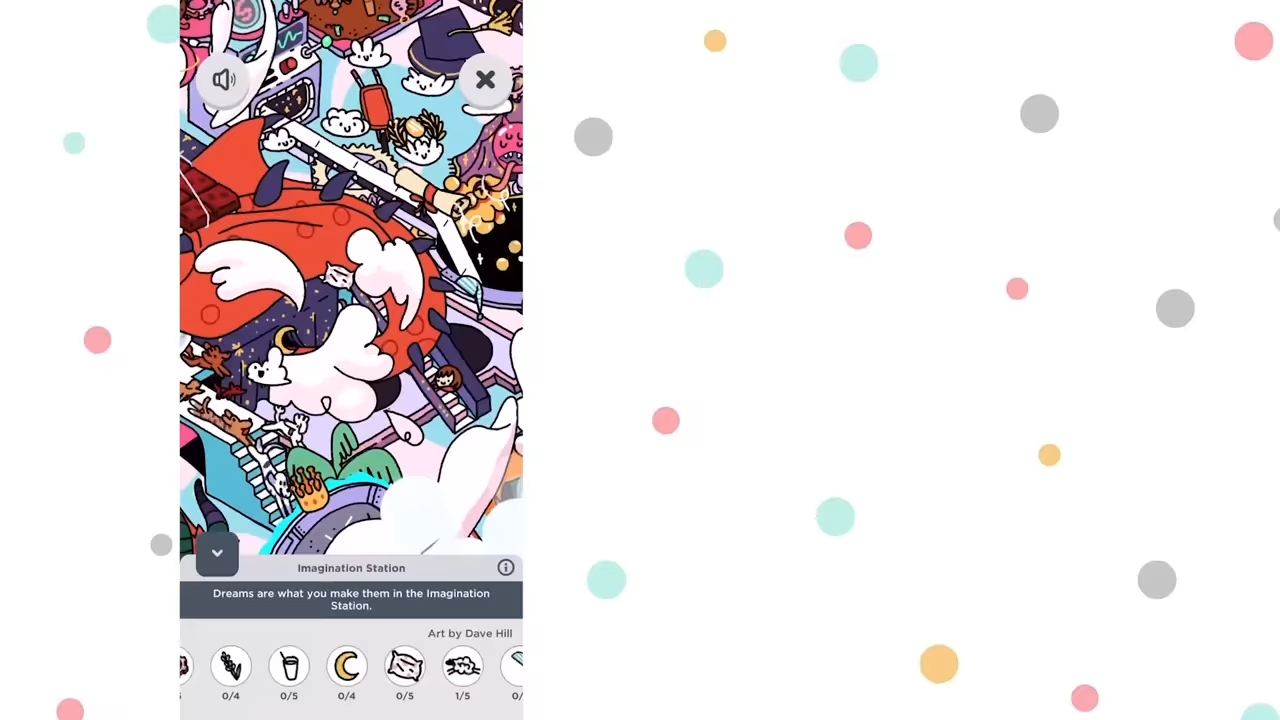 Imagination Station
Dreams are what you make them in the Imagination
Station.
Art by Dave Hill
0/4
0/5
0/4
0/5
1/5